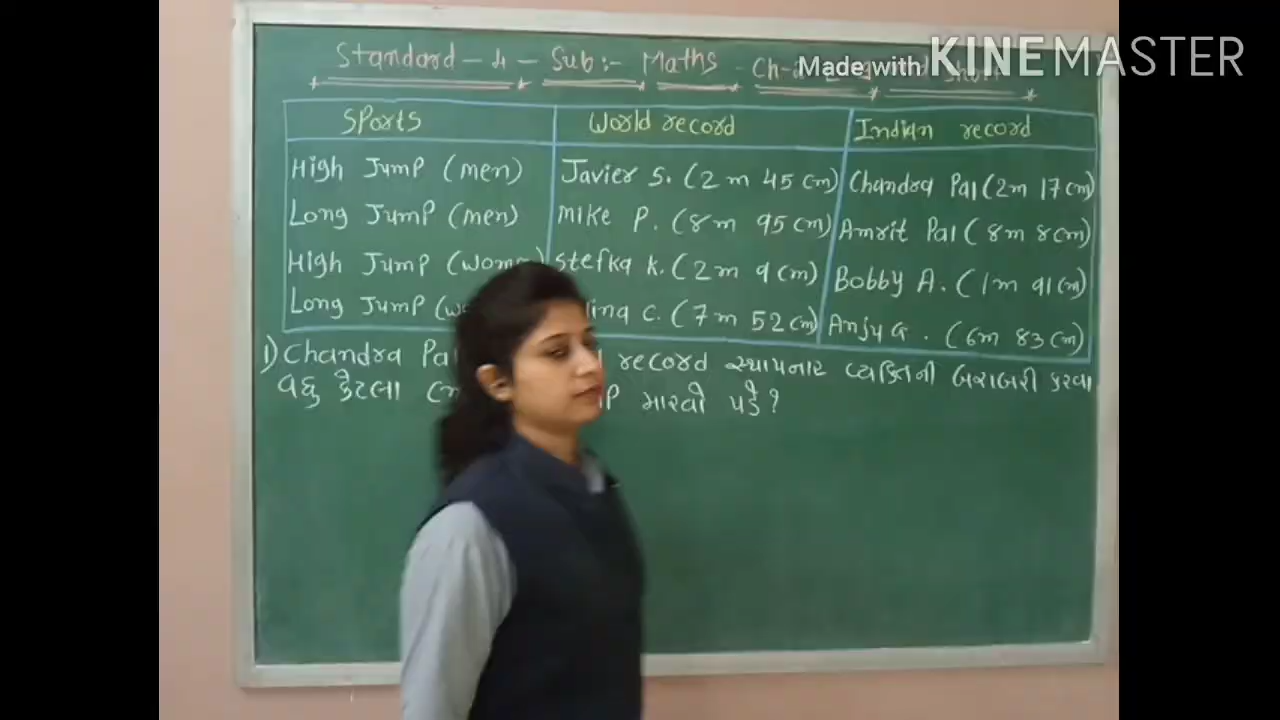 Standard - 4 - Sub:- Maths - Ch-2
Made with KINEMASTER
Sports World record Indian record
High Jump (men) Javier S. (2 m 45 cm) Chandra Pal (2m 17 cm)
Long Jump (men) Mike P. (8m 95 cm) Amrit Pal ( 8m 8cm)
High Jump Stefka K. (2 m 9 cm) Bobby A. ( 1m 91 cm)
Long Jump C. (7 m 52 cm) Anju G. (6m 83 cm)
1) Chandra record સ્થાપનાર વ્યક્તિની બરાબરી કરવા
વધુ કેટલા મારવો પડે?